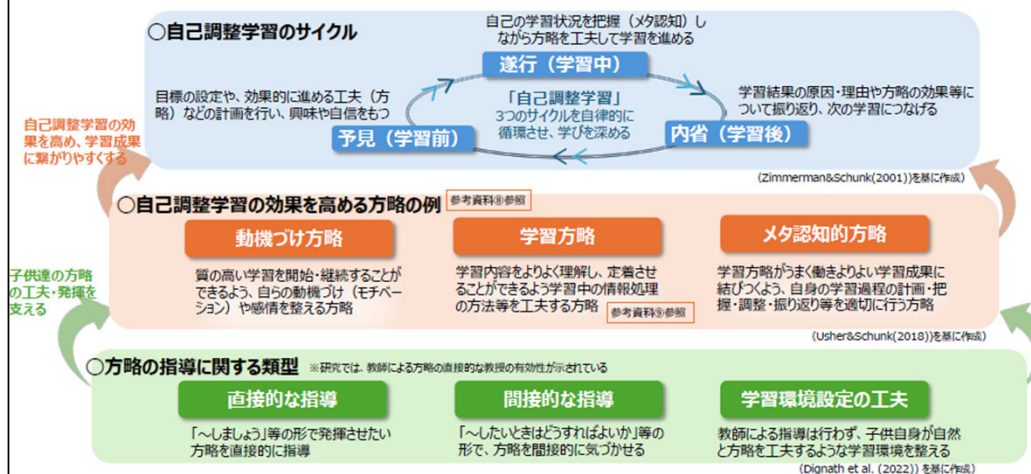 ○自己調整学習のサイクル
自己の学習状況を把握（メタ認知）し
ながら方略を工夫して学習を進める
遂行（学習中）
目標の設定や、効果的に進める工夫（方
略）などの計画を行い、興味や自信をもつ
「自己調整学習」
3つのサイクルを自律的に
循環させ、学びを深める
学習結果の原因・理由や方略の効果等に
ついて振り返り、次の学習につなげる
予見（学習前）
内省（学習後）
(Zimmerman&Schunk(2001))を基に作成)
自己調整学習の効
果を高め、学習成果
に繋がりやすくする
○自己調整学習の効果を高める方略の例
参考資料⑧参照
動機づけ方略
学習方略
メタ認知的方略
質の高い学習を開始・継続することが
できるよう、自らの動機づけ（モチベー
ション）や感情を整える方略
学習内容をよりよく理解し、定着させ
ることができるよう学習中の情報処理
の方法等を工夫する方略
参考資料⑨参照
学習方略がうまく働きよりよい学習成果に
結びつくよう、自身の学習過程の計画・把
握・調整・振り返り等を適切に行う方略
(Usher&Schunk(2018))を基に作成)
子供達の方略
の工夫・発揮を
支える
○方略の指導に関する類型
※研究では、教師による方略の直接的な教授の有効性が示されている
直接的な指導
間接的な指導
学習環境設定の工夫
「～しましょう」等の形で発揮させたい
方略を直接的に指導
「～したいときはどうすればよいか」等の
形で、方略を間接的に気づかせる
教師による指導は行わず、子供自身が自然
と方略を工夫するような学習環境を整える
(Dignath et al. (2022)) を基に作成)